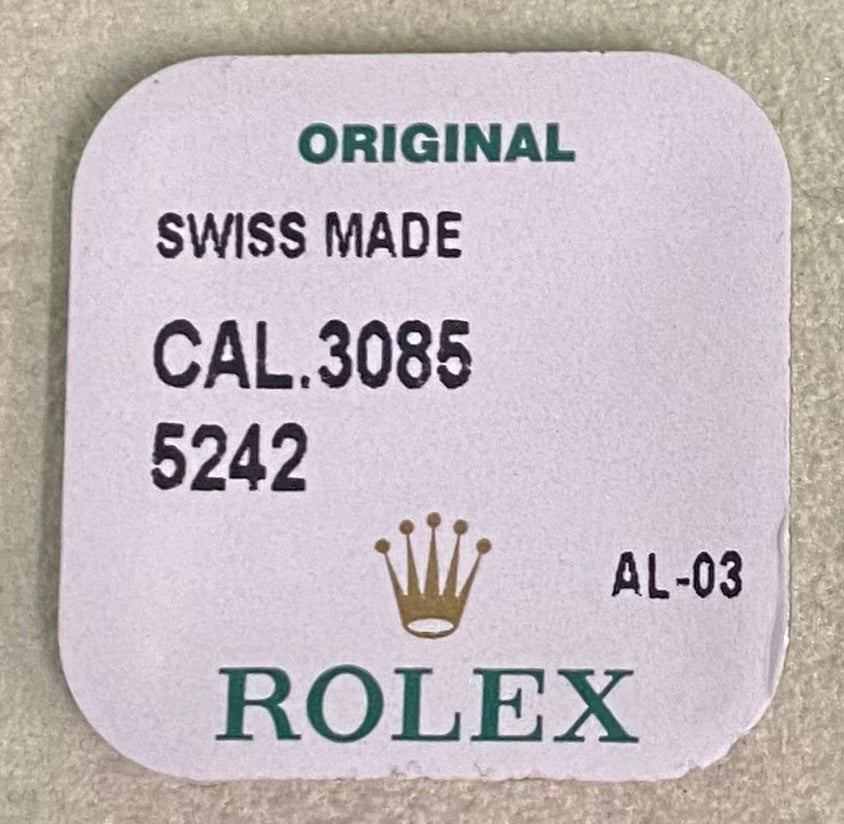 ORIGINAL
SWISS MADE
CAL.3085
5242
AL-03
ROLEX